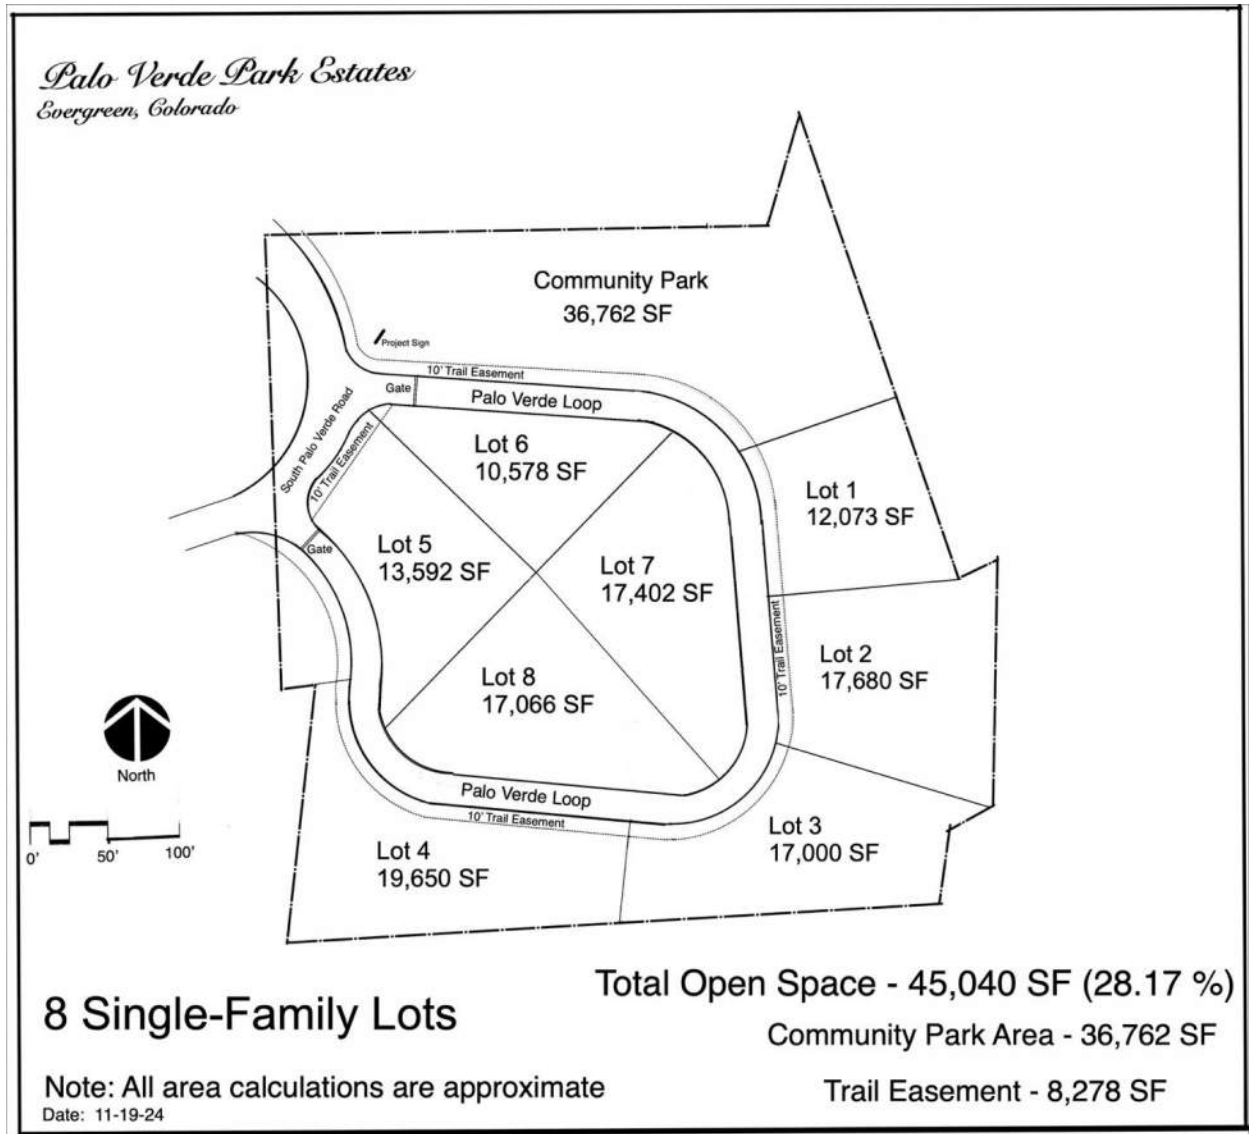 Palo Verde Park Estates
Evergreen, Colorado
Community Park
36,762 SF
Project Sign
10' Trail Easement
Gate
Palo Verde Loop
South Palo Verde Road
10' Trail Easement
Lot 6
10,578 SF
Lot 1
12,073 SF
Gate
Lot 5
13,592 SF
Lot 7
17,402 SF
10' Trail Easement
Lot 2
17,680 SF
Lot 8
17,066 SF
North
Palo Verde Loop
10' Trail Easement
0'
50'
100'
Lot 3
17,000 SF
Lot 4
19,650 SF
Total Open Space - 45,040 SF (28.17 %)
8 Single-Family Lots
Community Park Area - 36,762 SF
Note: All area calculations are approximate
Trail Easement - 8,278 SF
Date: 11-19-24